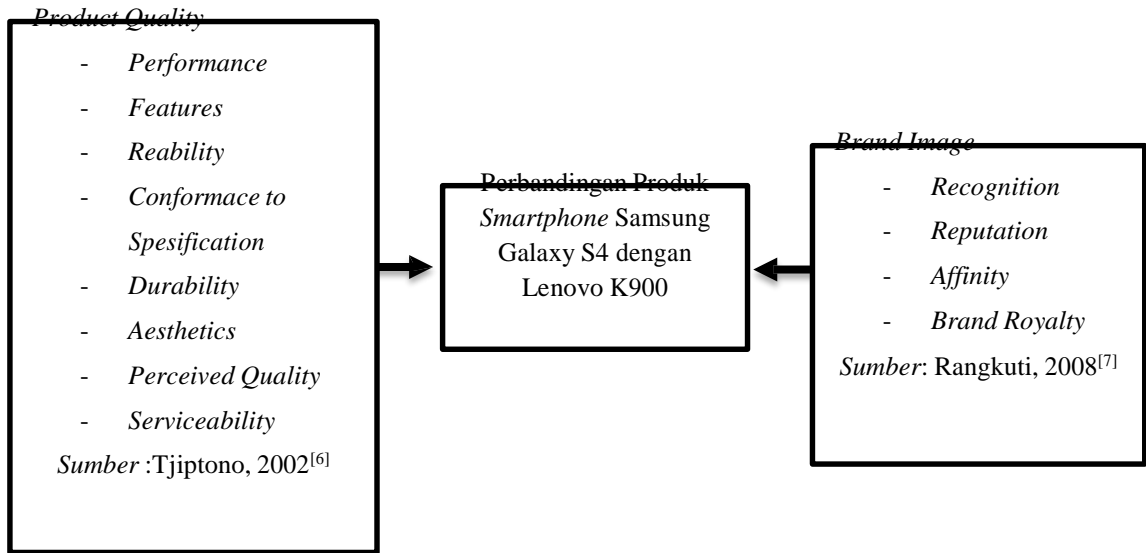 Product Quality
- Performance
- Features
- Reability
- Conformace to
Spesification
- Durability
- Aesthetics
- Perceived Quality
- Serviceability
Sumber :Tjiptono, 2002[6]
Perbandingan Produk
Smartphone Samsung
Galaxy S4 dengan
Lenovo K900
Brand Image
- Recognition
- Reputation
- Affinity
- Brand Royalty
Sumber: Rangkuti, 2008[7]